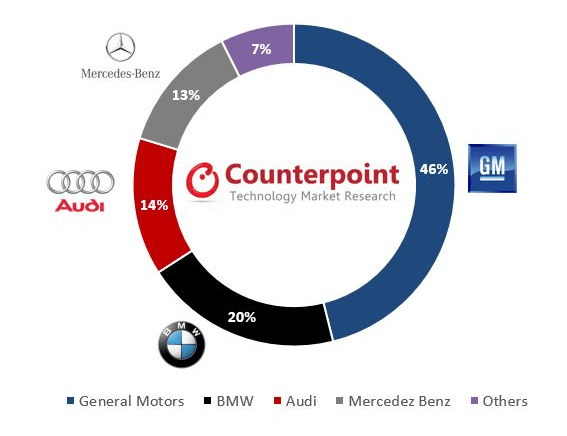 7%
Mercedes-Benz
13%
46%
GM
Counterpoint
Technology Market Research
Audi
14%
20%
BMW
General Motors
BMW
Audi
Mercedez Benz
Others